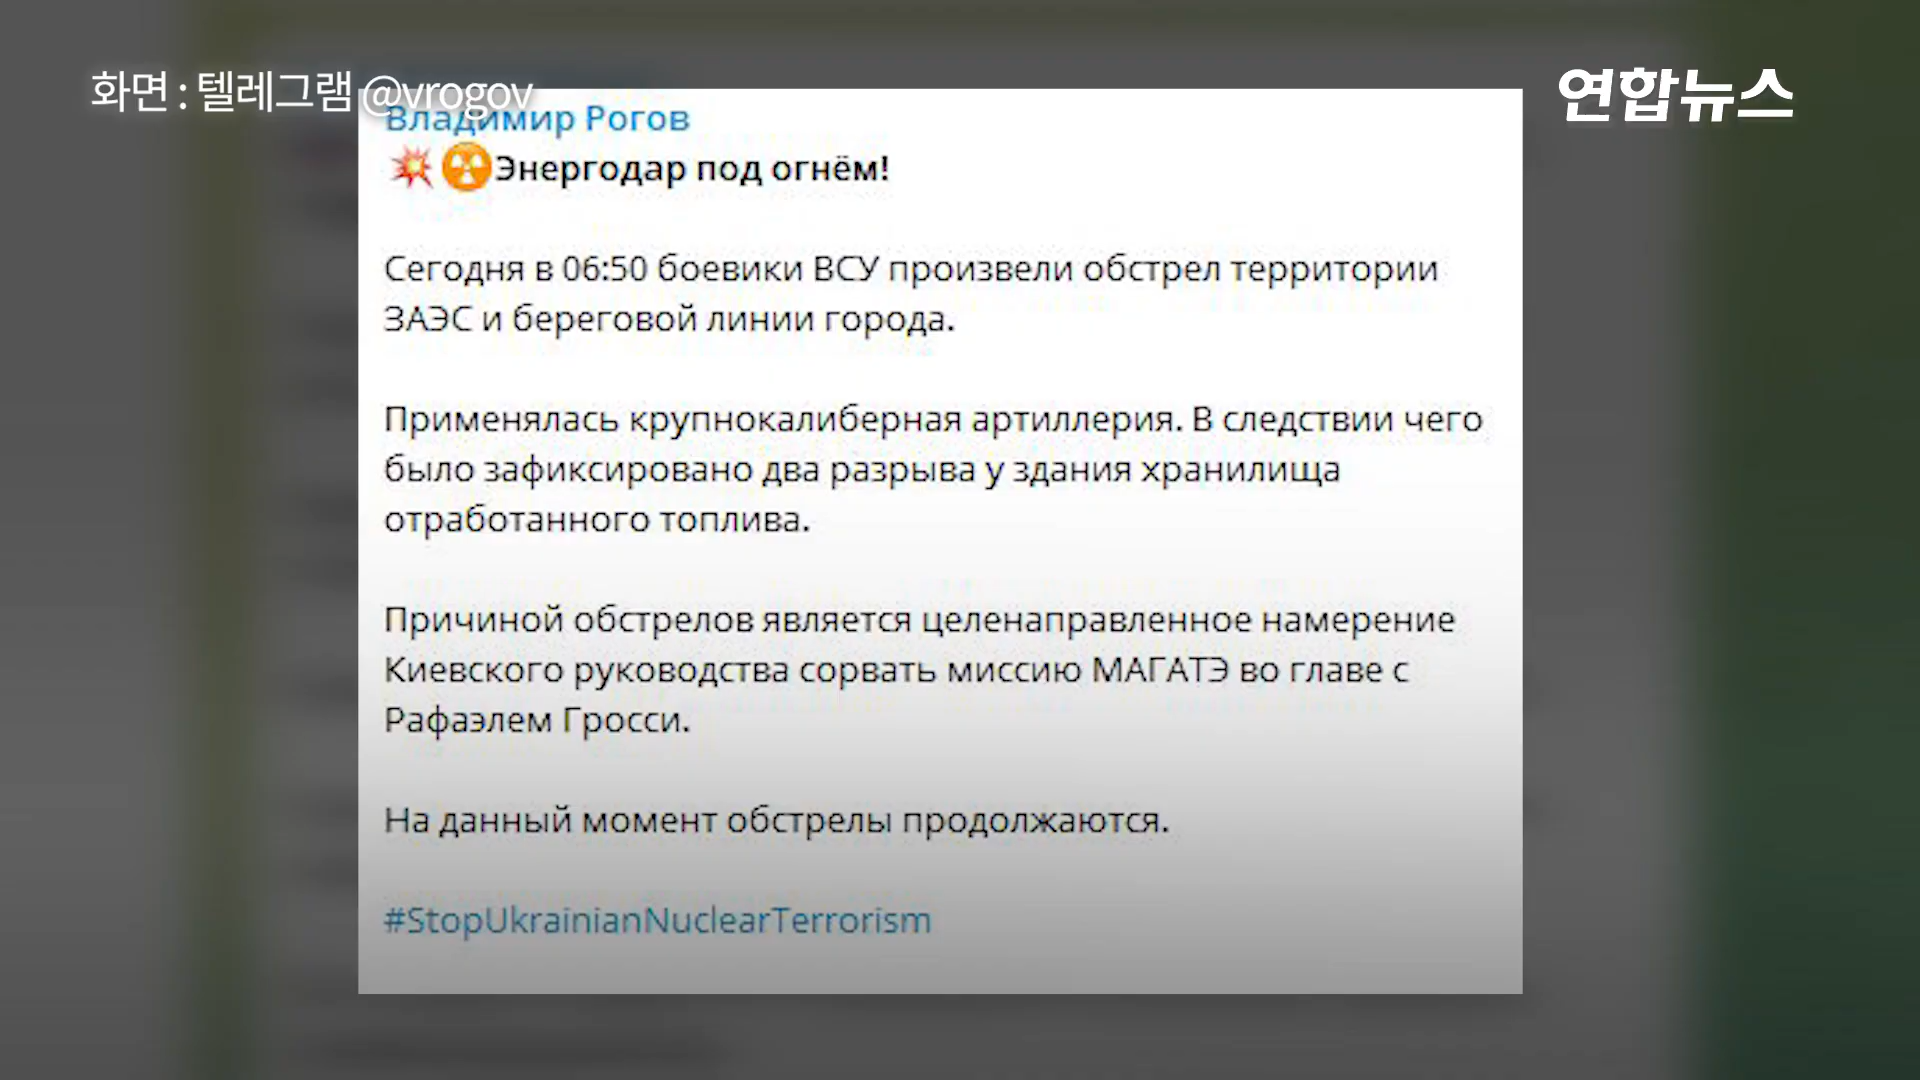 화면 : 텔레그램 @vrogov
연합뉴스
Владимир Рогов
💥☢️Энергодар под огнём!
Сегодня в 06:50 боевики ВСУ произвели обстрел территории
ЗАЭС и береговой линии города.
Применялась крупнокалиберная артиллерия. В следствии чего
было зафиксировано два разрыва у здания хранилища
отработанного топлива.
Причиной обстрелов является целенаправленное намерение
Киевского руководства сорвать миссию МАГАТЭ во главе с
Рафаэлем Гросси.
На данный момент обстрелы продолжаются.
#StopUkrainianNuclearTerrorism